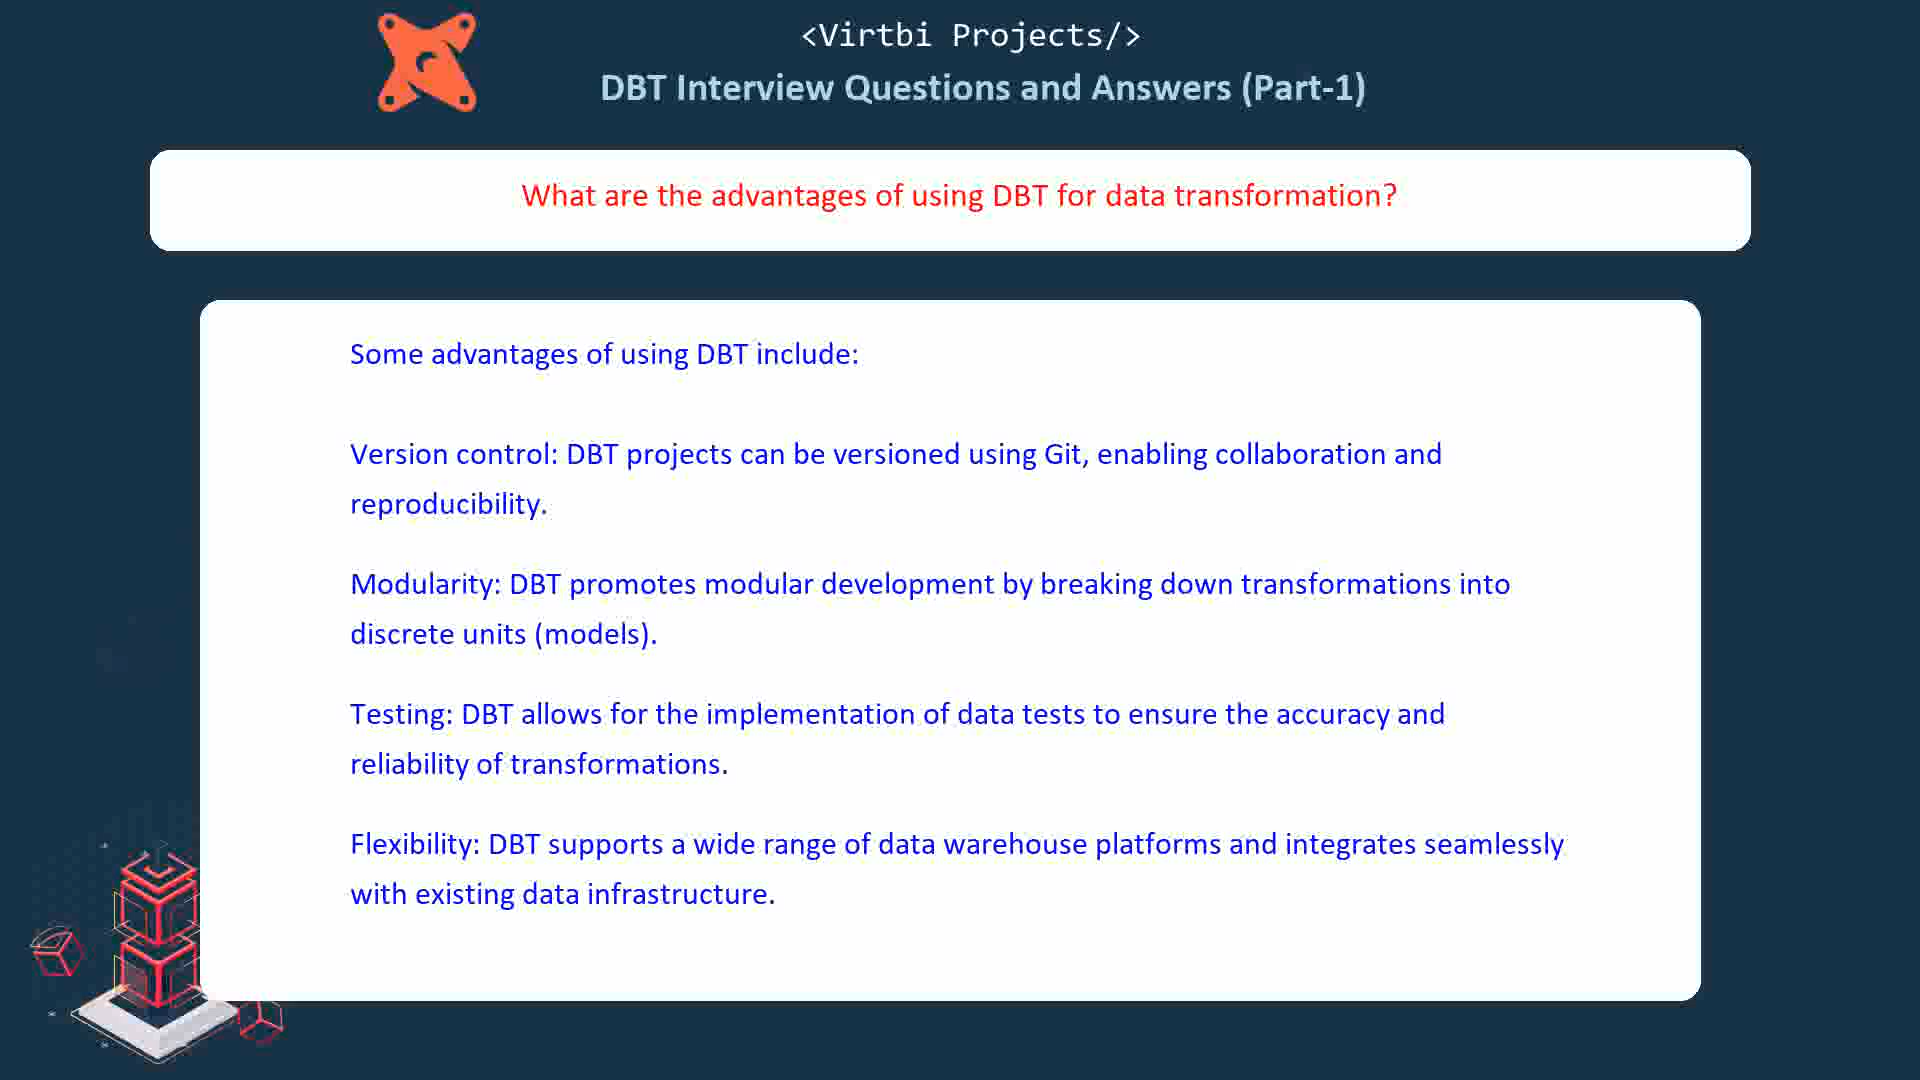 <Virtbi Projects/>
DBT Interview Questions and Answers (Part-1)
What are the advantages of using DBT for data transformation?
Some advantages of using DBT include:
Version control: DBT projects can be versioned using Git, enabling collaboration and
reproducibility.
Modularity: DBT promotes modular development by breaking down transformations into
discrete units (models).
Testing: DBT allows for the implementation of data tests to ensure the accuracy and
reliability of transformations.
Flexibility: DBT supports a wide range of data warehouse platforms and integrates seamlessly
with existing data infrastructure.